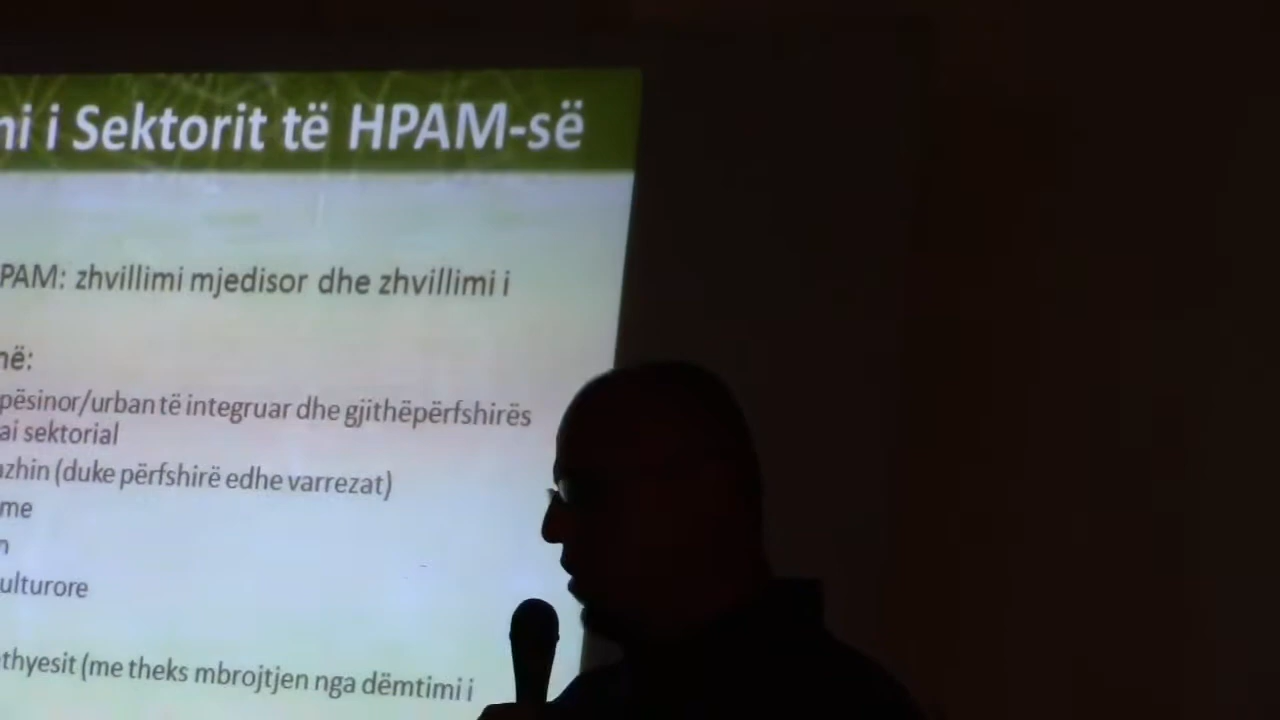 i Sektorit të HPAM-së
PAM: zhvillimi mjedisor dhe zhvillimi i
në:
pësinor/urban të integruar dhe gjithëpërfshirës
ai sektorial
zhin (duke përfshirë edhe varrezat)
me
ulturore
thyesit (me theks mbrojtjen nga dëmtimi i